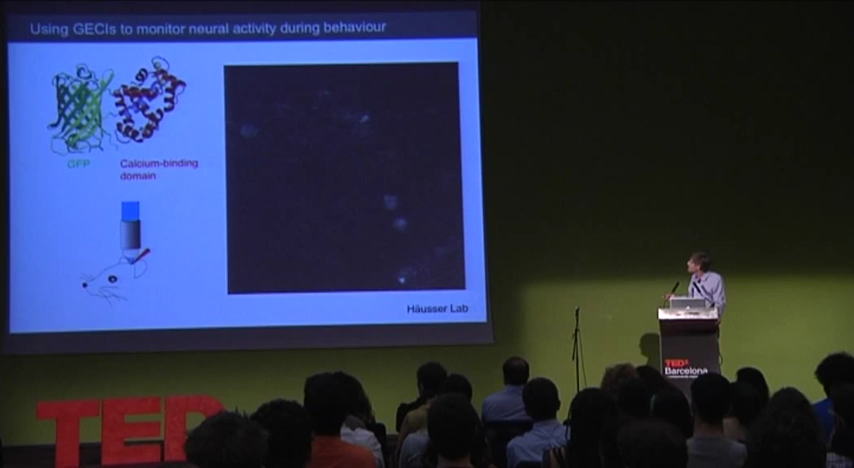 Using GECIs to monitor neural activity during behaviour
GFP
Calcium-binding
domain
Häusser Lab
TEDx
Barcelona
TED